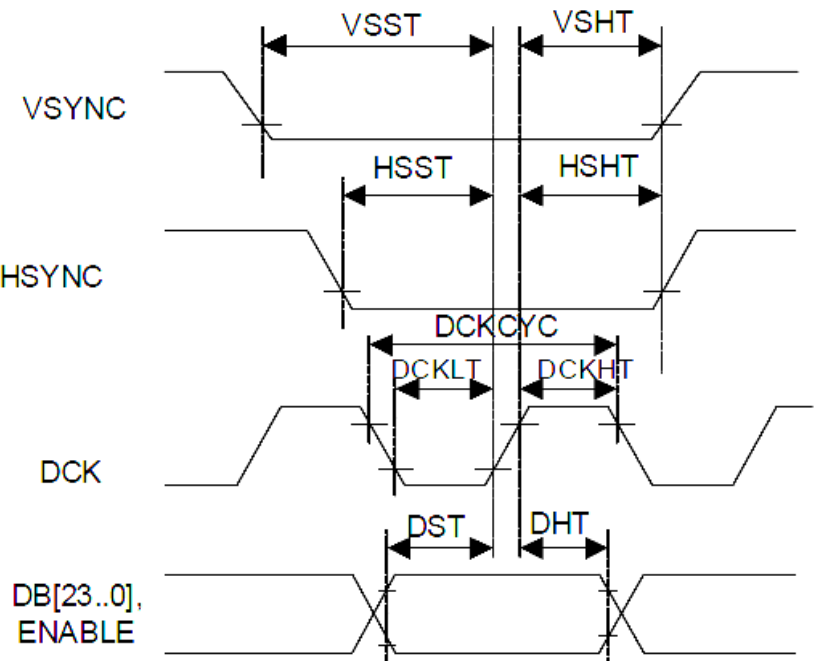 VSST VSHT
VSYNC
HSST HSHT
HSYNC
DCKCYC
DCKLT DCKHT
DCK
DST DHT
DB[23..0],
ENABLE